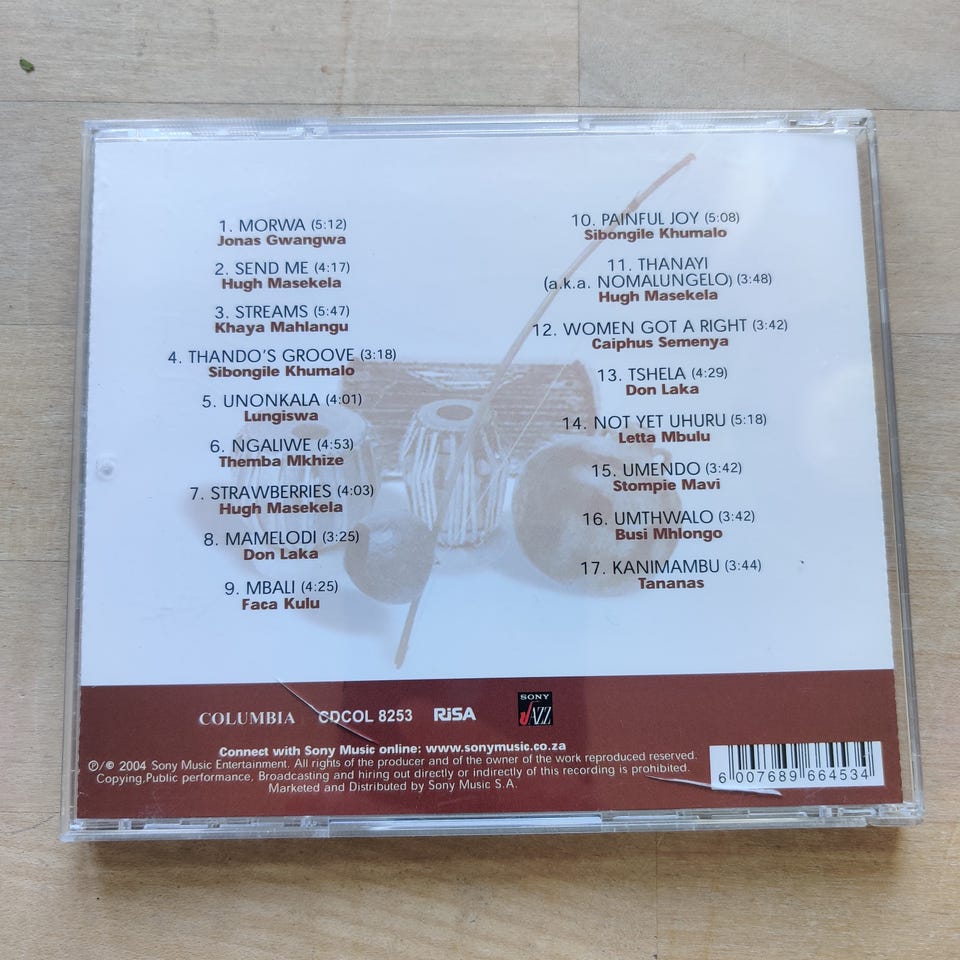 1. MORWA (5:12)
Jonas Gwangwa
2. SEND ME (4:17)
Hugh Masekela
3. STREAMS (5:47)
Khaya Mahlangu
4. THANDO'S GROOVE (3:18)
Sibongile Khumalo
5. UNONKALA (4:01)
Lungiswa
6. NGALIWE (4:53)
Themba Mkhize
7. STRAWBERRIES (4:03)
Hugh Masekela
8. MAMELODI (3:25)
Don Laka
9. MBALI (4:25)
Faca Kulu
10. PAINFUL JOY (5:08)
Sibongile Khumalo
11. THANAYI
(a.k.a. NOMALUNGELO) (3:48)
Hugh Masekela
12. WOMEN GOT A RIGHT (3:42)
Caiphus Semenya
13. TSHELA (4:29)
Don Laka
14. NOT YET UHURU (5:18)
Letta Mbulu
15. UMENDO (3:42)
Stompie Mavi
16. UMTHWALO (3:42)
Busi Mhlongo
17. KANIMAMBU (3:44)
Tananas
COLUMBIA CDCOL 8253 RiSA SONY JAZZ
Connect with Sony Music online: www.sonymusic.co.za
℗/© 2004 Sony Music Entertainment. All rights of the producer and of the owner of the work reproduced reserved.
Copying,Public performance. Broadcasting and hiring out directly or indirectly of this recording is prohibited.
Marketed and Distributed by Sony Music S.A.
6 007689 664534